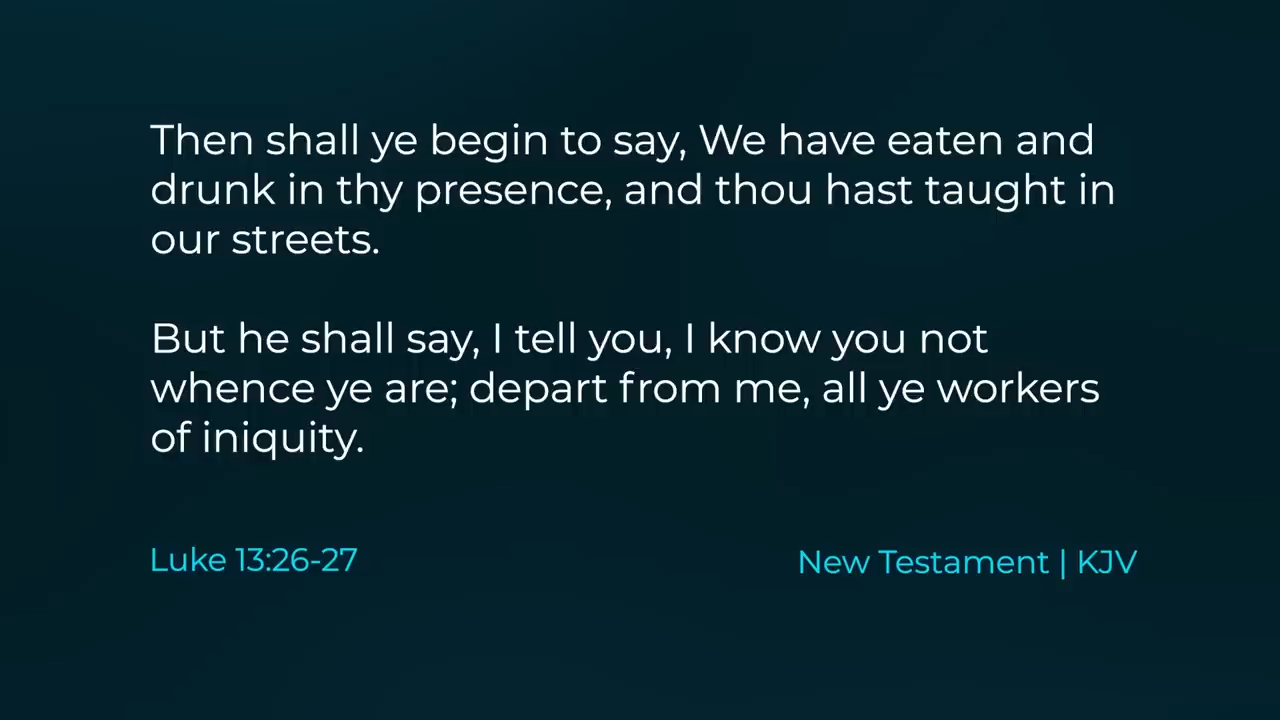 Then shall ye begin to say, We have eaten and
drunk in thy presence, and thou hast taught in
our streets.
But he shall say, I tell you, I know you not
whence ye are; depart from me, all ye workers
of iniquity.
Luke 13:26-27
New Testament | KJV